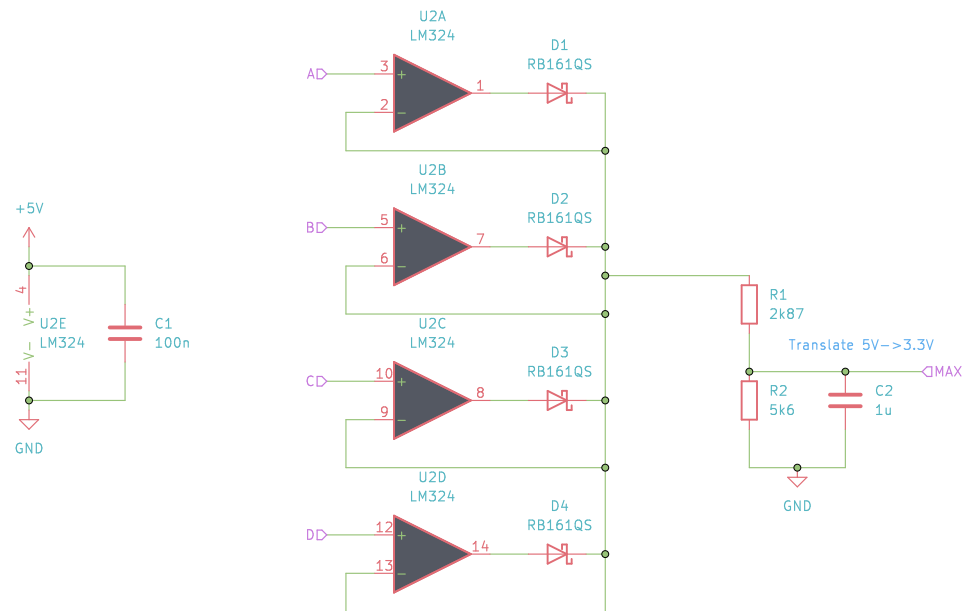 U2A
LM324
D1
RB161QS
A
3
+
1
2
−
U2B
LM324
D2
RB161QS
B
5
+
7
6
−
+5V
4
V+
U2E
LM324
V−
11
C1
100n
GND
U2C
LM324
D3
RB161QS
C
10
+
8
9
−
R1
2k87
Translate 5V->3.3V
MAX
R2
5k6
C2
1u
GND
U2D
LM324
D4
RB161QS
D
12
+
14
13
−